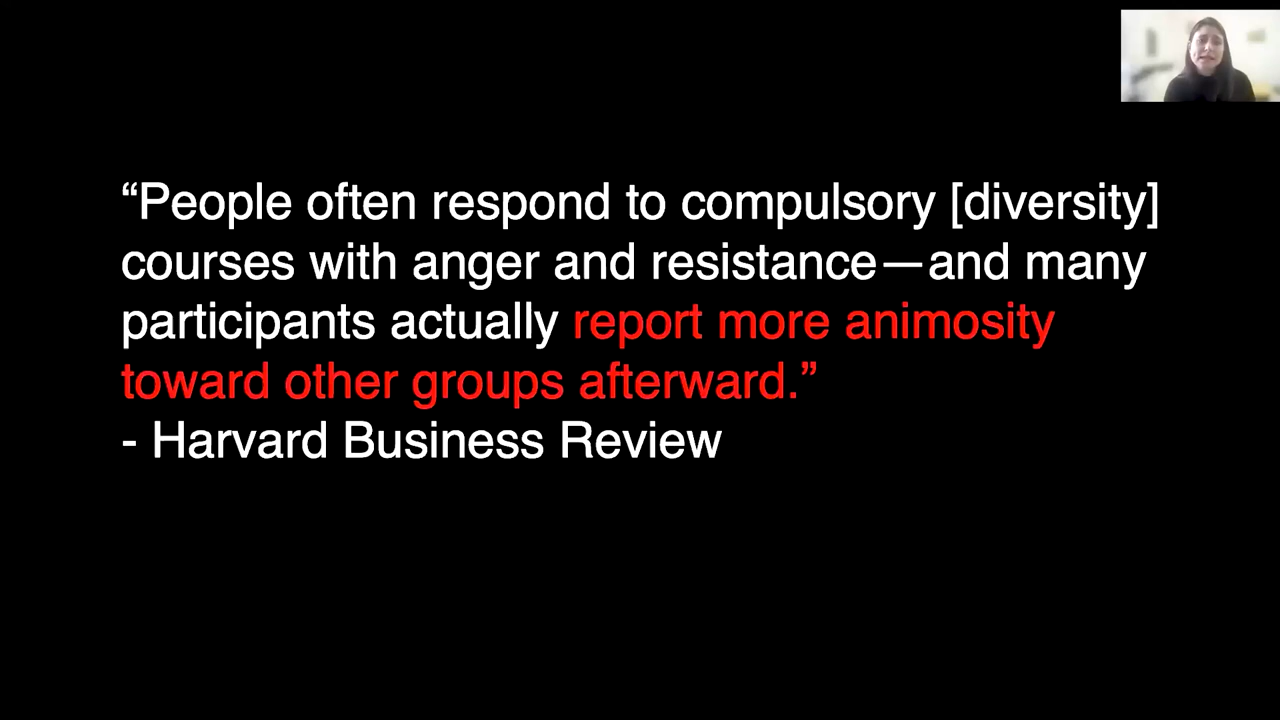 “People often respond to compulsory [diversity]
courses with anger and resistance—and many
participants actually report more animosity
toward other groups afterward.”
- Harvard Business Review